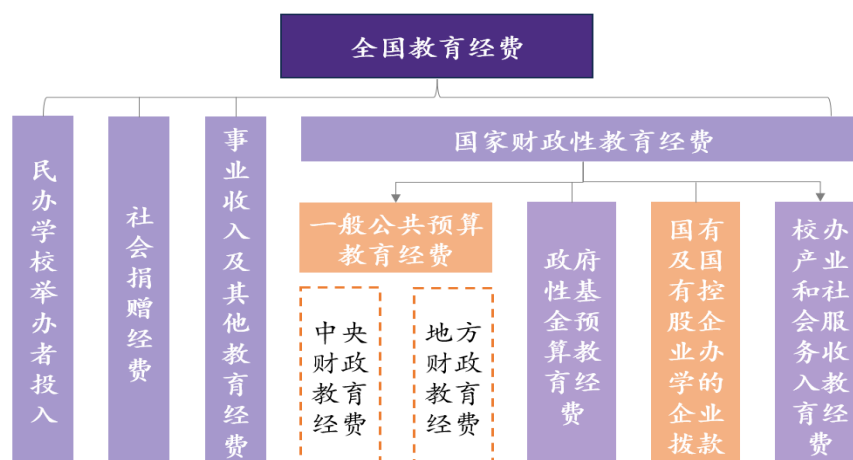 全国教育经费
民办学校举办者投入
社会捐赠经费
事业收入及其他教育经费
国家财政性教育经费
一般公共预算
教育经费
中央
财政
教育
经费
地方
财政
教育
经费
政府
性基
金预
算教
育经
费
国有
及国
有控
股企
业办
学的
企业
拨款
校办
产业
和社
会服
务收
入教
育经
费